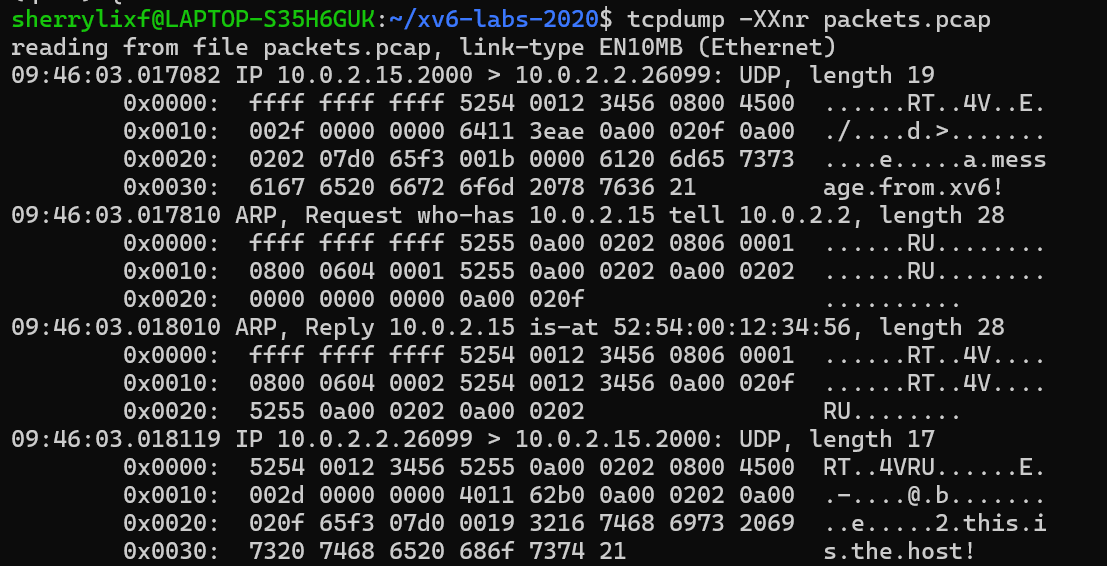 sherrylixf@LAPTOP-S35H6GUK:~/xv6-labs-2020$ tcpdump -XXnr packets.pcap
reading from file packets.pcap, link-type EN10MB (Ethernet)
09:46:03.017082 IP 10.0.2.15.2000 > 10.0.2.2.26099: UDP, length 19
0x0000:  ffff ffff ffff 5254 0012 3456 0800 4500  ......RT..4V..E.
0x0010:  002f 0000 0000 6411 3eae 0a00 020f 0a00  ./....d.>.......
0x0020:  0202 07d0 65f3 001b 0000 6120 6d65 7373  ....e.....a.mess
0x0030:  6167 6520 6672 6f6d 2078 7636 21         age.from.xv6!
09:46:03.017810 ARP, Request who-has 10.0.2.15 tell 10.0.2.2, length 28
0x0000:  ffff ffff ffff 5255 0a00 0202 0806 0001  ......RU........
0x0010:  0800 0604 0001 5255 0a00 0202 0a00 0202  ......RU........
0x0020:  0000 0000 0000 0a00 020f                 ..........
09:46:03.018010 ARP, Reply 10.0.2.15 is-at 52:54:00:12:34:56, length 28
0x0000:  ffff ffff ffff 5254 0012 3456 0806 0001  ......RT..4V....
0x0010:  0800 0604 0002 5254 0012 3456 0a00 020f  ......RT..4V....
0x0020:  5255 0a00 0202 0a00 0202                 RU........
09:46:03.018119 IP 10.0.2.2.26099 > 10.0.2.15.2000: UDP, length 17
0x0000:  5254 0012 3456 5255 0a00 0202 0800 4500  RT..4VRU......E.
0x0010:  002d 0000 0000 4011 62b0 0a00 0202 0a00  .-....@.b.......
0x0020:  020f 65f3 07d0 0019 3216 7468 6973 2069  ..e.....2.this.i
0x0030:  7320 7468 6520 686f 7374 21              s.the.host!